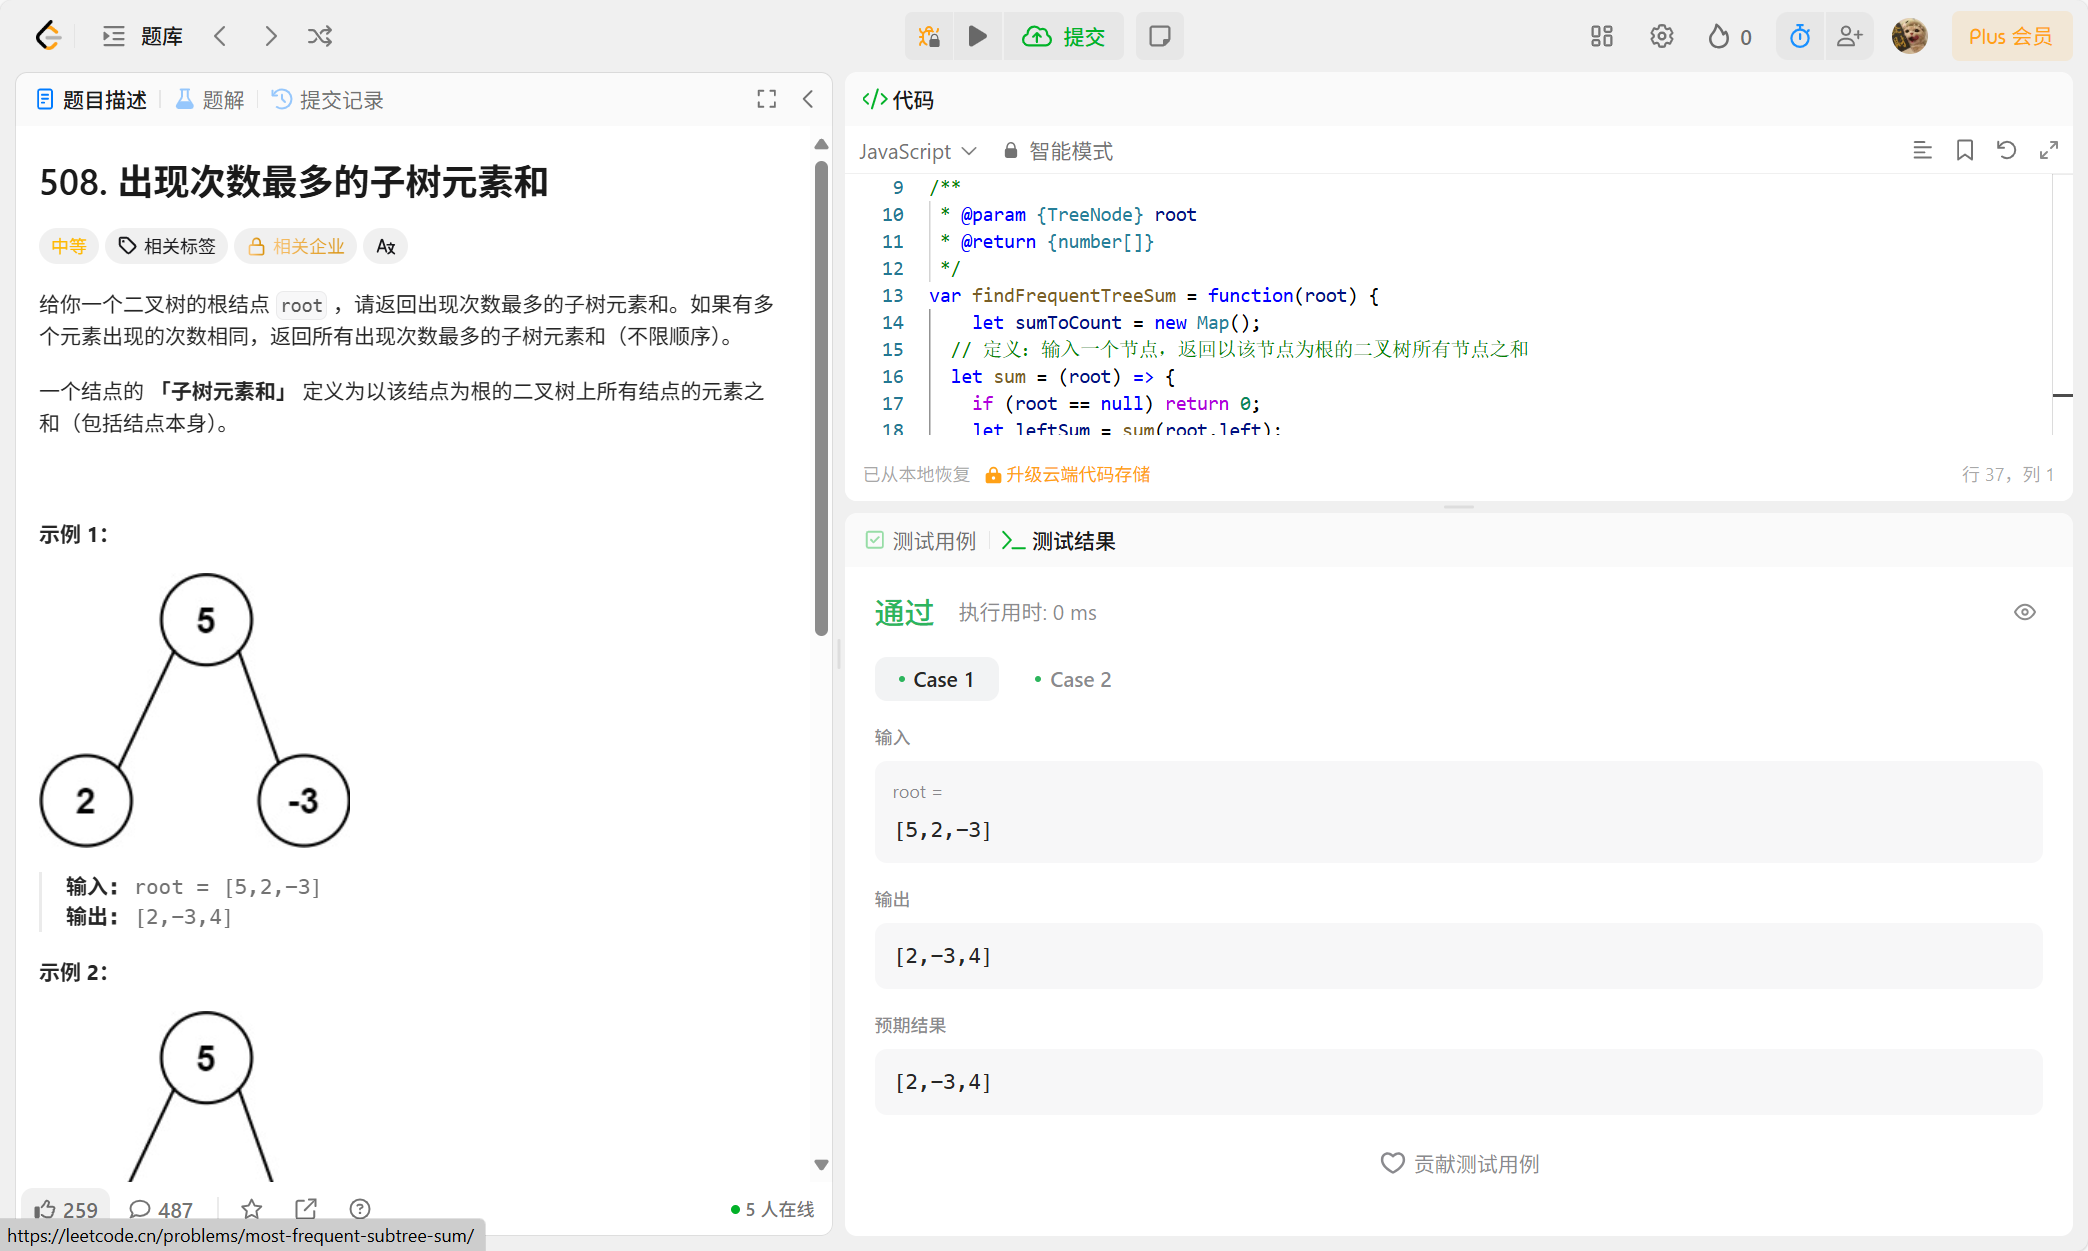 题库
提交
0
Plus 会员
题目描述
题解
提交记录
508. 出现次数最多的子树元素和
中等
相关标签
相关企业
给你一个二叉树的根结点 root ，请返回出现次数最多的子树元素和。如果有多
个元素出现的次数相同，返回所有出现次数最多的子树元素和（不限顺序）。
一个结点的 「子树元素和」 定义为以该结点为根的二叉树上所有结点的元素之
和（包括结点本身）。
示例 1：
5
2
-3
输入： root = [5,2,-3]
输出： [2,-3,4]
示例 2：
5
259
487
5 人在线
https://leetcode.cn/problems/most-frequent-subtree-sum/
代码
JavaScript
智能模式
9 /**
10 * @param {TreeNode} root
11 * @return {number[]}
12 */
13 var findFrequentTreeSum = function(root) {
14 let sumToCount = new Map();
15 // 定义：输入一个节点，返回以该节点为根的二叉树所有节点之和
16 let sum = (root) => {
17 if (root == null) return 0;
18 let leftSum = sum(root.left);
已从本地恢复
升级云端代码存储
行 37，列 1
测试用例
测试结果
通过
执行用时: 0 ms
Case 1
Case 2
输入
root =
[5,2,-3]
输出
[2,-3,4]
预期结果
[2,-3,4]
贡献测试用例